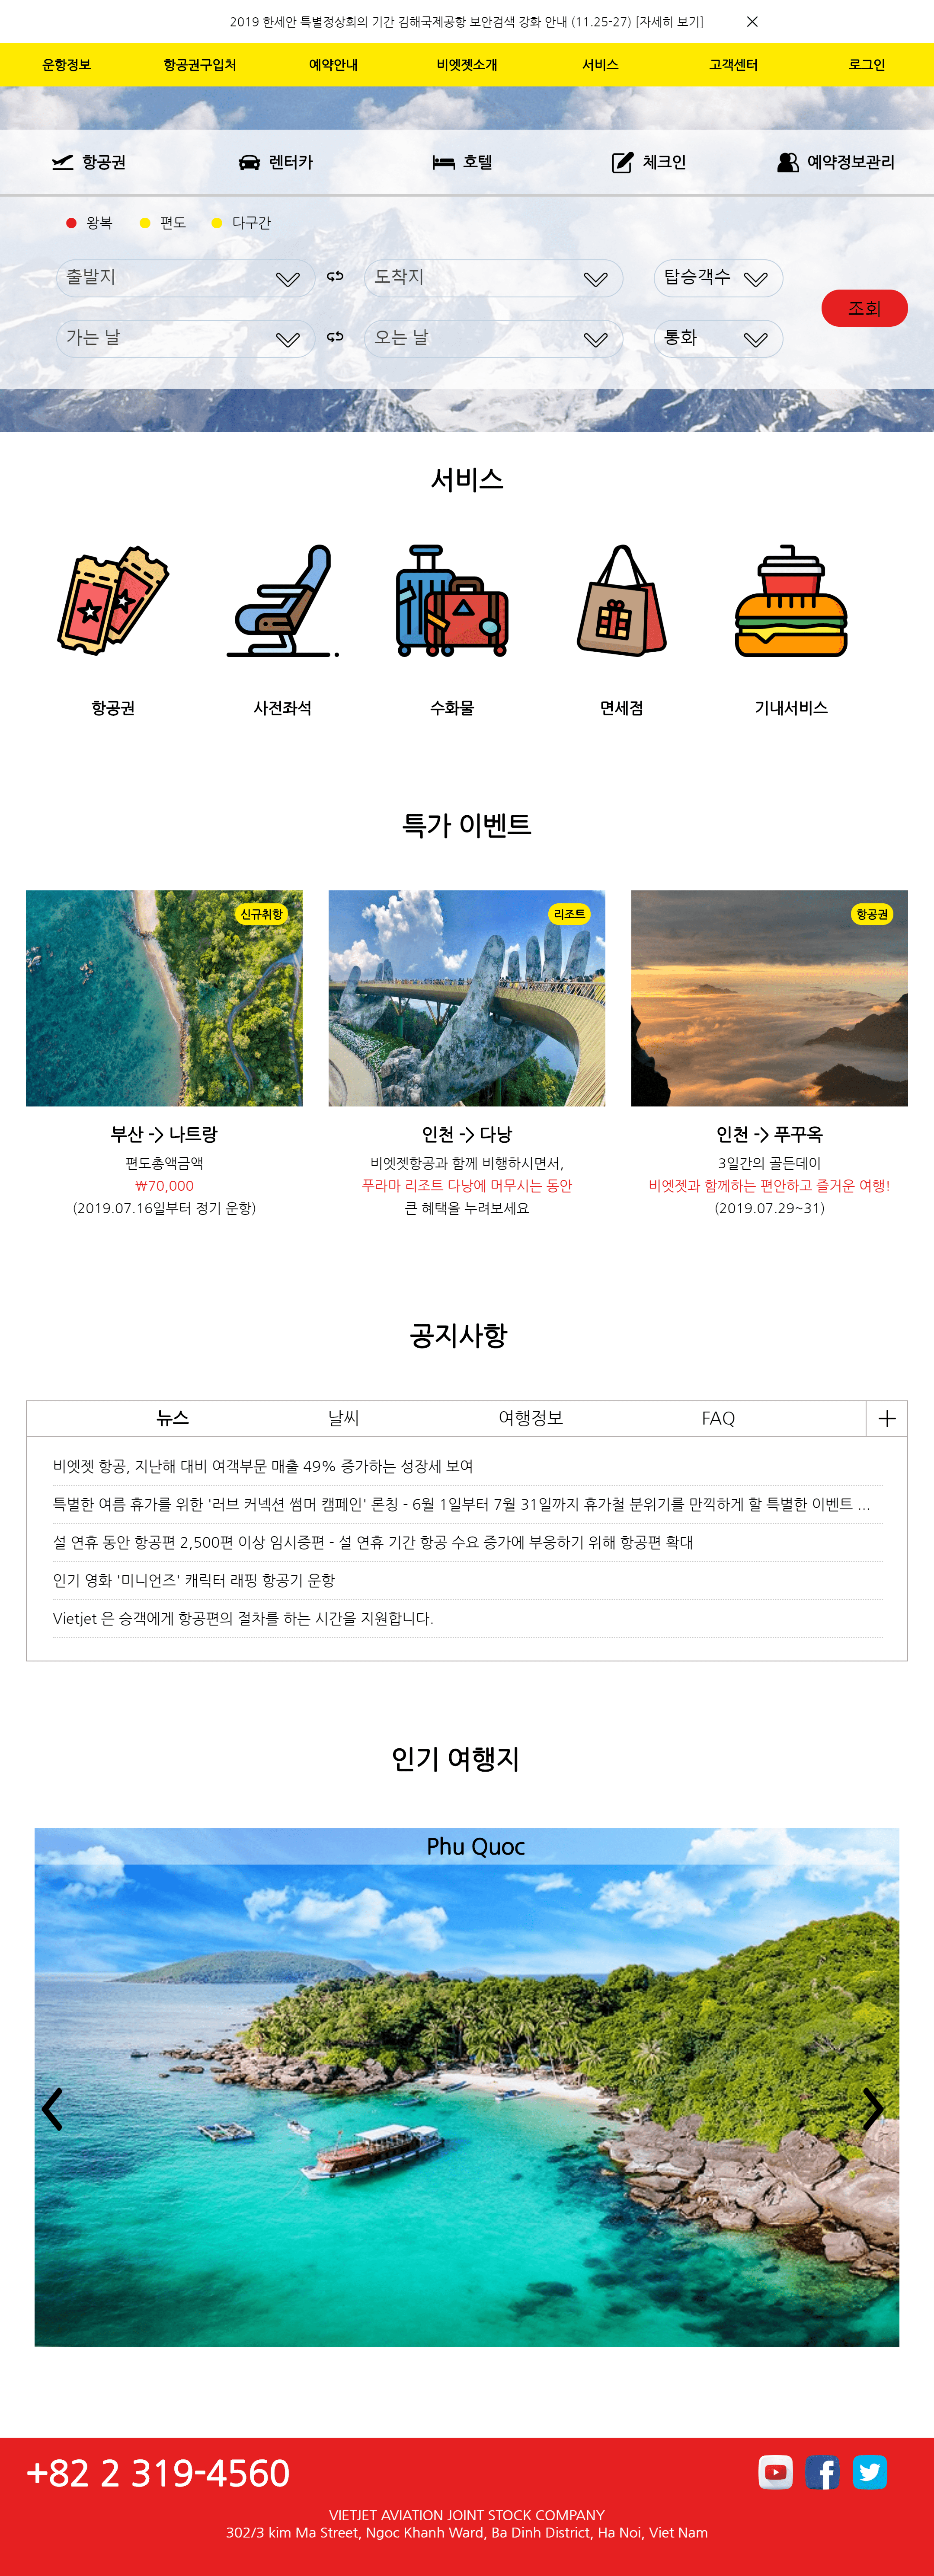 2019 한세안 특별정상회의 기간 김해국제공항 보안검색 강화 안내 (11.25-27) [자세히 보기]
운항정보 항공권구입처 예약안내 비엣젯소개 서비스 고객센터 로그인
항공권 렌터카 호텔 체크인 예약정보관리
왕복 편도 다구간
출발지 도착지 탑승객수
조회
가는 날 오는 날 통화
서비스
항공권 사전좌석 수화물 면세점 기내서비스
특가 이벤트
신규취항 리조트 항공권
부산 -> 나트랑
편도총액금액
₩70,000
(2019.07.16일부터 정기 운항)
인천 -> 다낭
비엣젯항공과 함께 비행하시면서,
푸라마 리조트 다낭에 머무시는 동안
큰 혜택을 누려보세요
인천 -> 푸꾸옥
3일간의 골든데이
비엣젯과 함께하는 편안하고 즐거운 여행!
(2019.07.29~31)
공지사항
뉴스 날씨 여행정보 FAQ
비엣젯 항공, 지난해 대비 여객부문 매출 49% 증가하는 성장세 보여
특별한 여름 휴가를 위한 '러브 커넥션 썸머 캠페인' 론칭 - 6월 1일부터 7월 31일까지 휴가철 분위기를 만끽하게 할 특별한 이벤트 ...
설 연휴 동안 항공편 2,500편 이상 임시증편 - 설 연휴 기간 항공 수요 증가에 부응하기 위해 항공편 확대
인기 영화 '미니언즈' 캐릭터 래핑 항공기 운항
Vietjet 은 승객에게 항공편의 절차를 하는 시간을 지원합니다.
인기 여행지
Phu Quoc
+82 2 319-4560
VIETJET AVIATION JOINT STOCK COMPANY
302/3 kim Ma Street, Ngoc Khanh Ward, Ba Dinh District, Ha Noi, Viet Nam